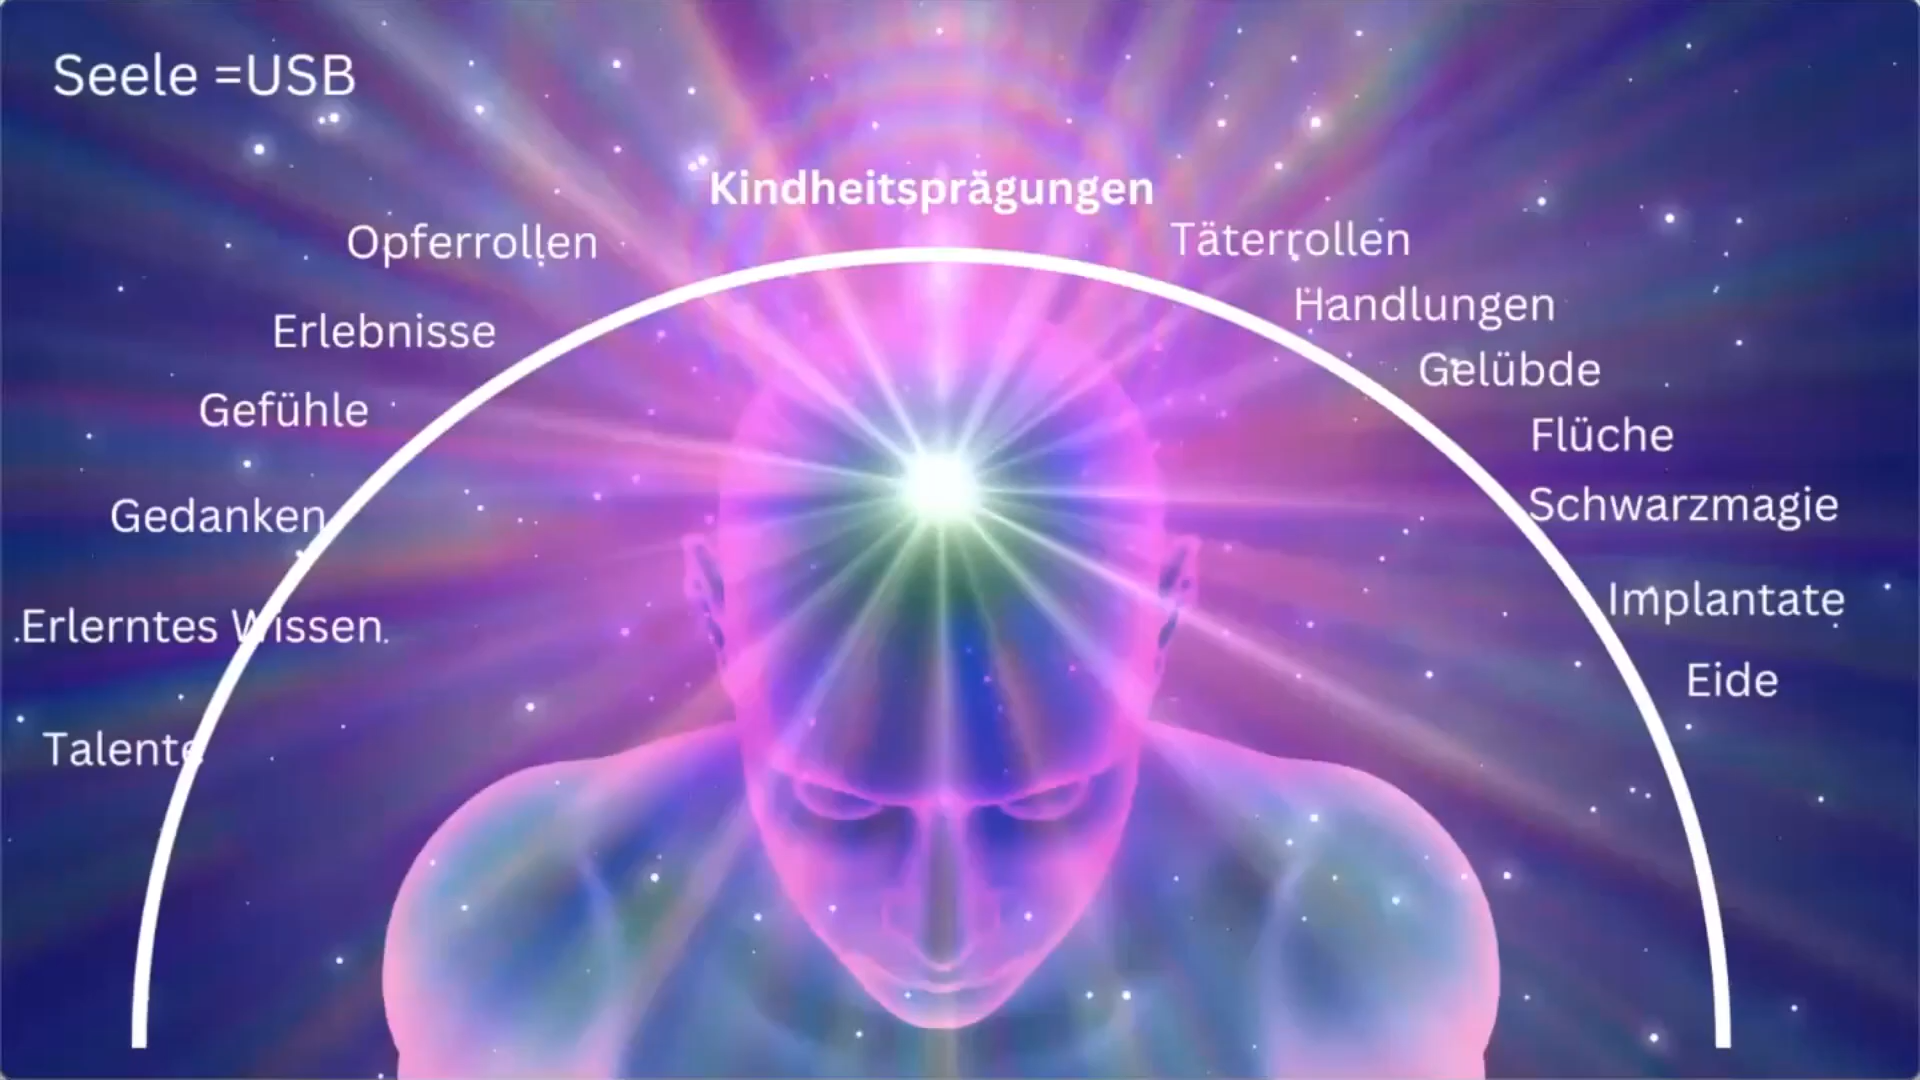 Seele =USB
Kindheitsprägungen
Opferrollen
Erlebnisse
Gefühle
Gedanken
Erlerntes Wissen
Talente
Täterrollen
Handlungen
Gelübde
Flüche
Schwarzmagie
Implantate
Eide